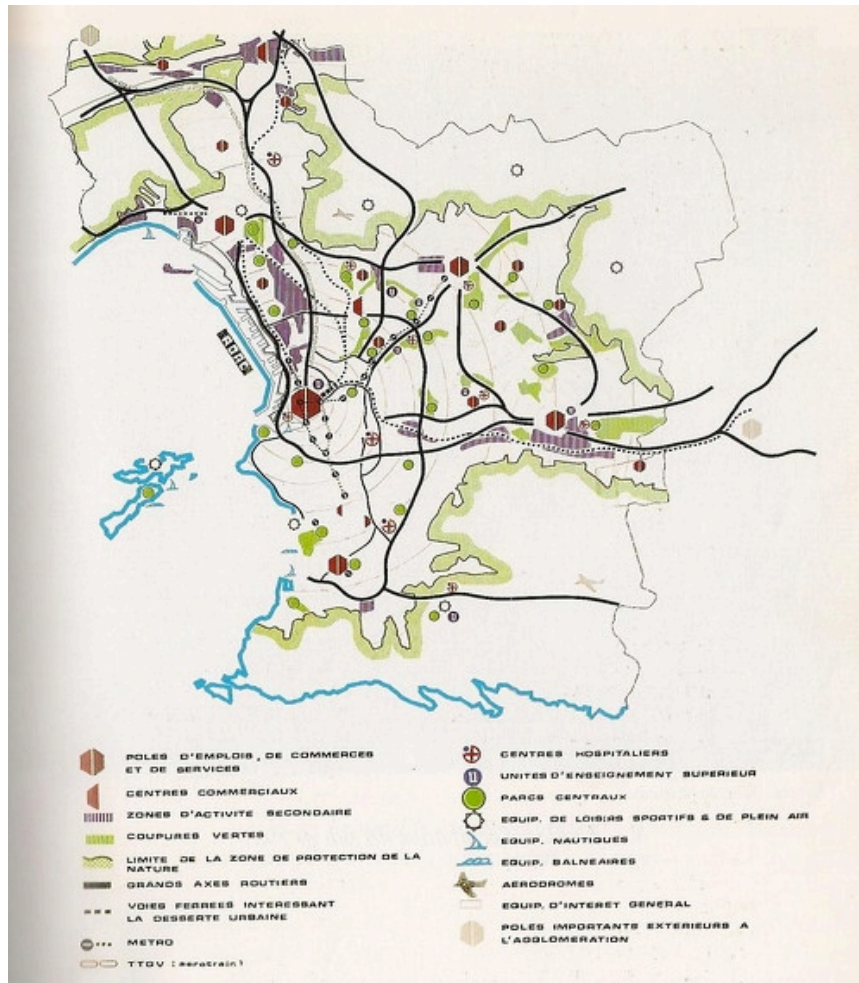 RADE
POLES D'EMPLOIS, DE COMMERCES
ET DE SERVICES
CENTRES COMMERCIAUX
ZONES D'ACTIVITE SECONDAIRE
COUPURES VERTES
LIMITE DE LA ZONE DE PROTECTION DE LA
NATURE
GRANDS AXES ROUTIERS
VOIES FERREES INTERESSANT
LA DESSERTE URBAINE
METRO
TTGV (aerotrain)
CENTRES HOSPITALIERS
UNITES D'ENSEIGNEMENT SUPERIEUR
PARCS CENTRAUX
EQUIP. DE LOISIRS SPORTIFS & DE PLEIN AIR
EQUIP. NAUTIQUES
EQUIP. BALNEAIRES
AERODROMES
EQUIP. D'INTERET GENERAL
POLES IMPORTANTS EXTERIEURS A
L'AGGLOMERATION